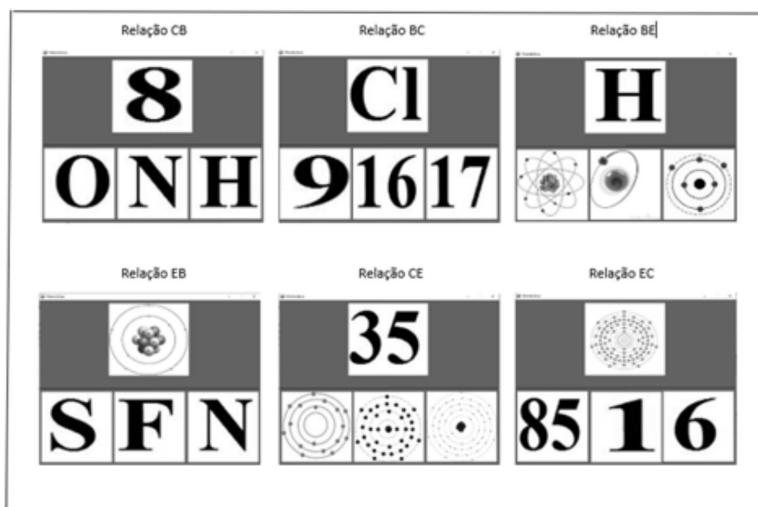 Relação CB
Relação BC
Relação BE
8
Cl
H
O N H
9 16 17
Relação EB
Relação CE
Relação EC
35
S F N
85 1 6